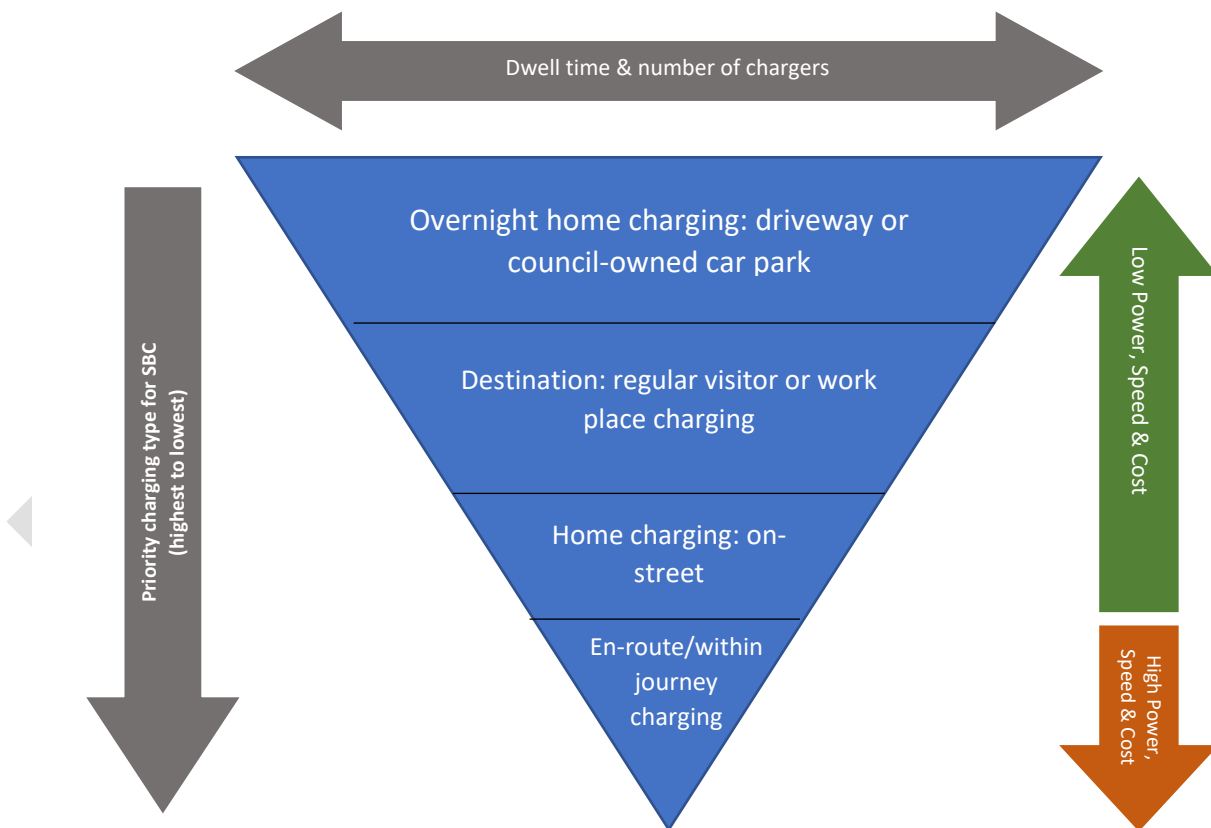 Dwell time & number of chargers
Overnight home charging: driveway or
council-owned car park
Destination: regular visitor or work
place charging
Home charging: on-
street
En-route/within
journey
charging
Priority charging type for SBC
(highest to lowest)
Low Power, Speed & Cost
High Power,
Speed & Cost